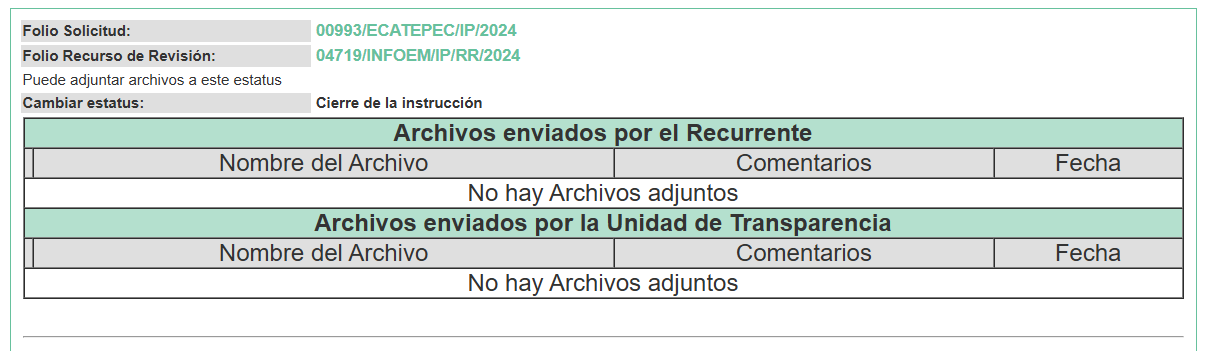 Folio Solicitud: 00993/ECATEPEC/IP/2024
Folio Recurso de Revisión: 04719/INFOEM/IP/RR/2024
Puede adjuntar archivos a este estatus
Cambiar estatus: Cierre de la instrucción
Archivos enviados por el Recurrente
Nombre del Archivo Comentarios Fecha
No hay Archivos adjuntos
Archivos enviados por la Unidad de Transparencia
Nombre del Archivo Comentarios Fecha
No hay Archivos adjuntos